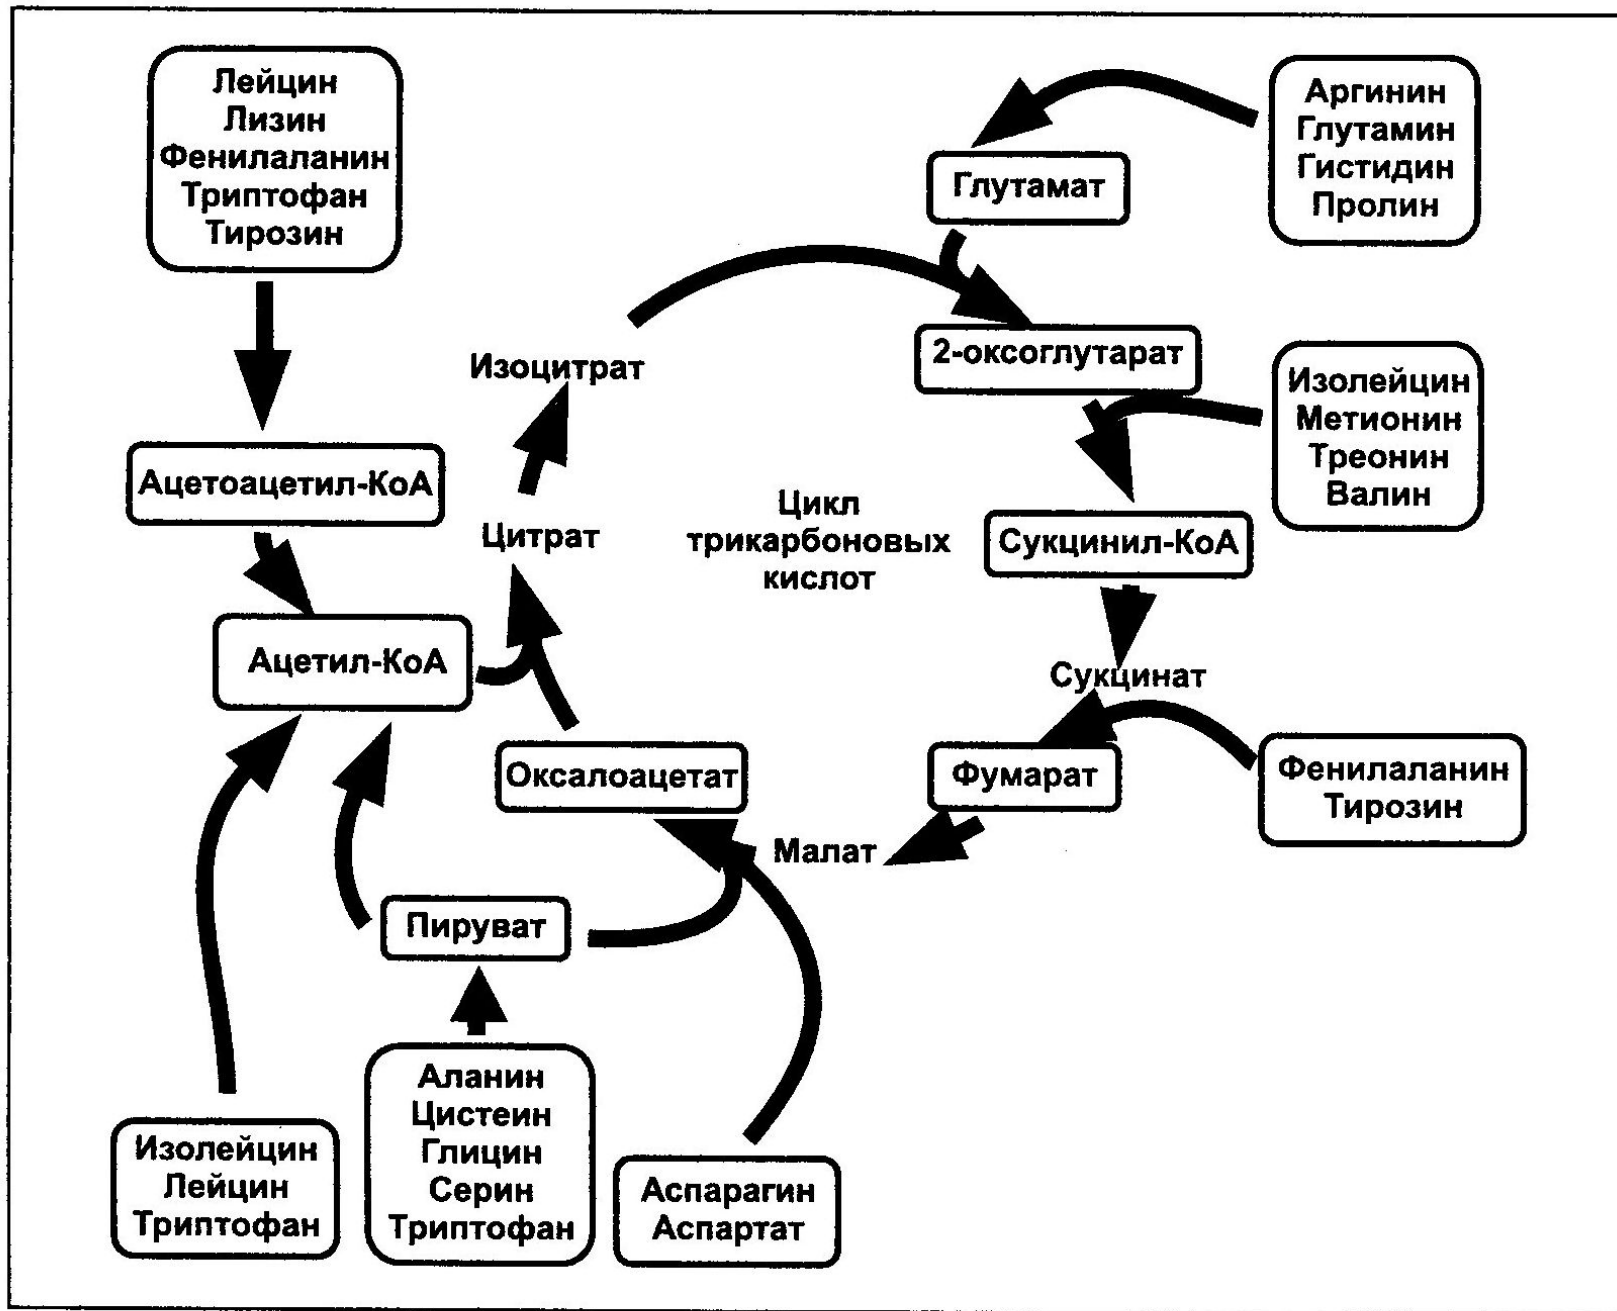 Лейцин
Лизин
Фенилаланин
Триптофан
Тирозин
Аргинин
Глутамин
Гистидин
Пролин
Глутамат
Изоцитрат
2-оксоглутарат
Изолейцин
Метионин
Треонин
Валин
Ацетоацетил-КоА
Цитрат
Цикл
трикарбоновых
кислот
Сукцинил-КоА
Ацетил-КоА
Сукцинат
Оксалоацетат
Фумарат
Фенилаланин
Тирозин
Малат
Пируват
Изолейцин
Лейцин
Триптофан
Аланин
Цистеин
Глицин
Серин
Триптофан
Аспарагин
Аспартат